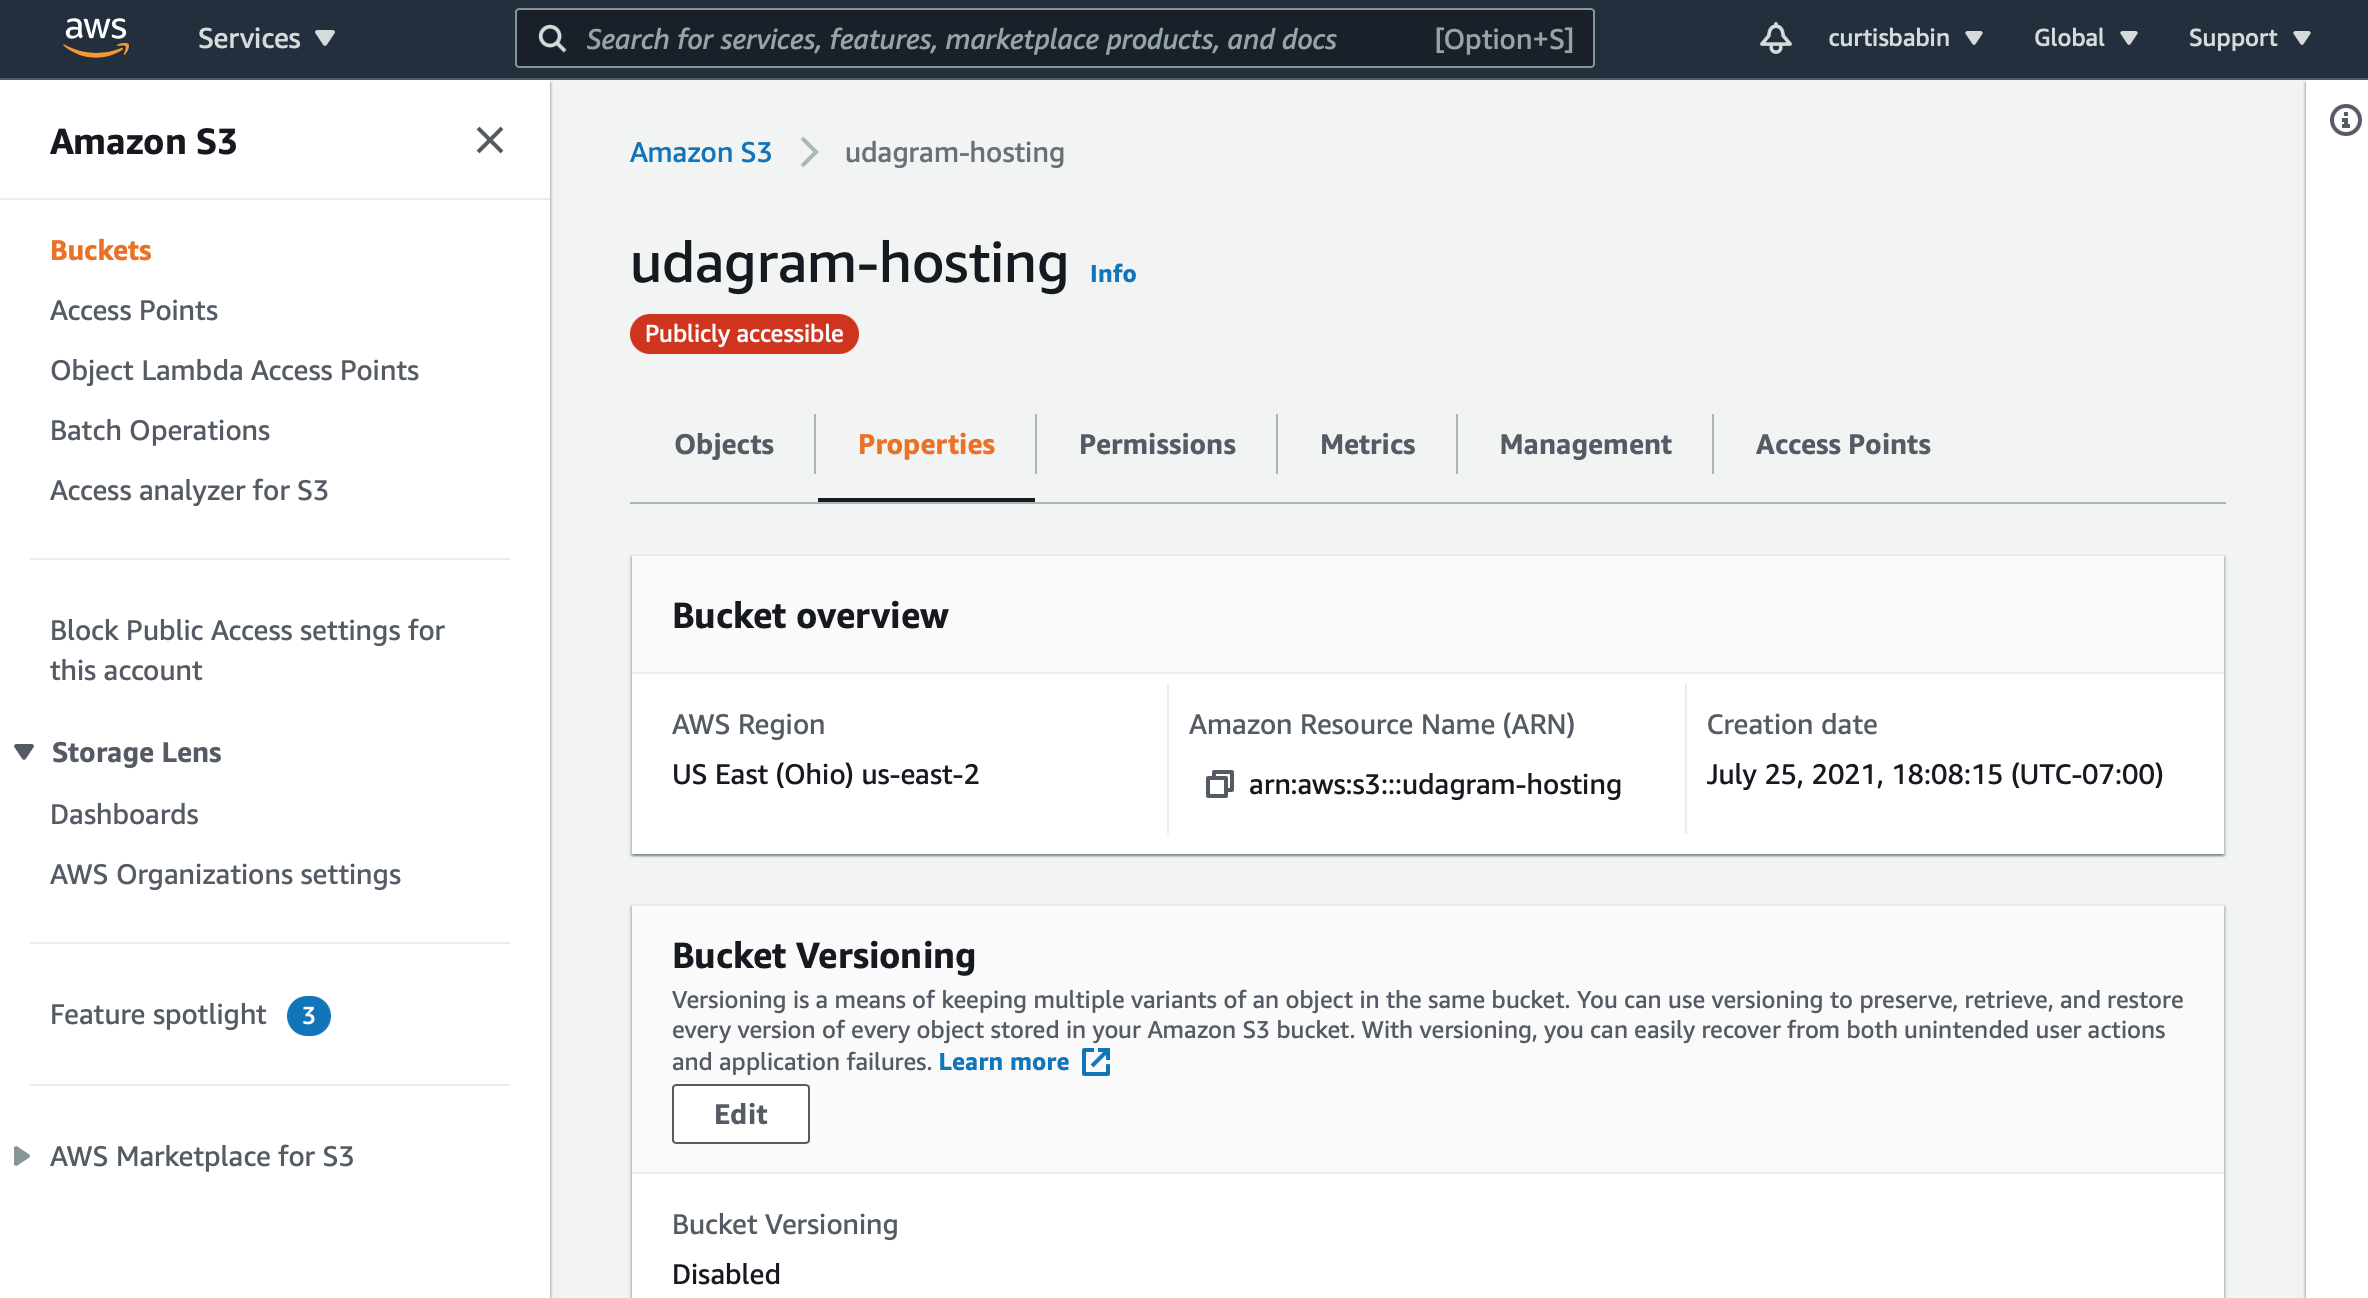 aws
Services
Search for services, features, marketplace products, and docs
[Option+S]
curtisbabin
Global
Support
Amazon S3
Buckets
Access Points
Object Lambda Access Points
Batch Operations
Access analyzer for S3
Block Public Access settings for
this account
Storage Lens
Dashboards
AWS Organizations settings
Feature spotlight 3
AWS Marketplace for S3
Amazon S3
udagram-hosting
udagram-hosting Info
Publicly accessible
Objects
Properties
Permissions
Metrics
Management
Access Points
Bucket overview
AWS Region
US East (Ohio) us-east-2
Amazon Resource Name (ARN)
arn:aws:s3:::udagram-hosting
Creation date
July 25, 2021, 18:08:15 (UTC-07:00)
Bucket Versioning
Versioning is a means of keeping multiple variants of an object in the same bucket. You can use versioning to preserve, retrieve, and restore
every version of every object stored in your Amazon S3 bucket. With versioning, you can easily recover from both unintended user actions
and application failures. Learn more
Edit
Bucket Versioning
Disabled